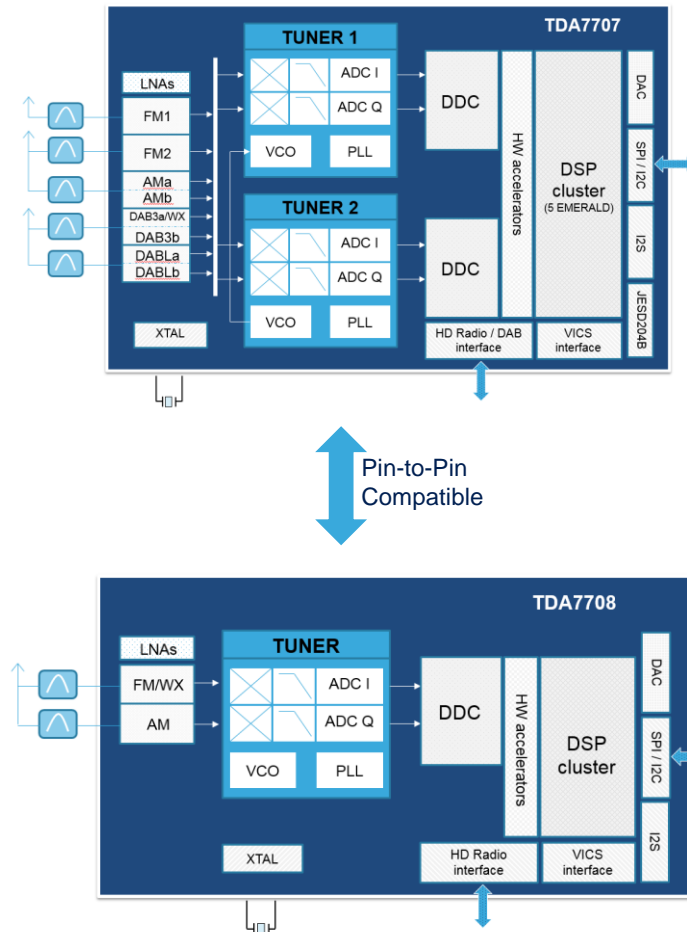 TDA7707
TUNER 1
LNAs
FM1
FM2
AMa
AMb
DAB3a/WX
DAB3b
DABLa
DABLb
ADC I
ADC Q
VCO
PLL
TUNER 2
ADC I
ADC Q
VCO
PLL
DDC
DDC
HW accelerators
DSP
cluster
(5 EMERALD)
DAC
SPI / I2C
I2S
JESD204B
XTAL
HD Radio / DAB
interface
VICS
interface
Pin-to-Pin
Compatible
TDA7708
LNAs
FM/WX
AM
TUNER
ADC I
ADC Q
VCO
PLL
DDC
HW accelerators
DSP
cluster
DAC
SPI / I2C
I2S
XTAL
HD Radio
interface
VICS
interface